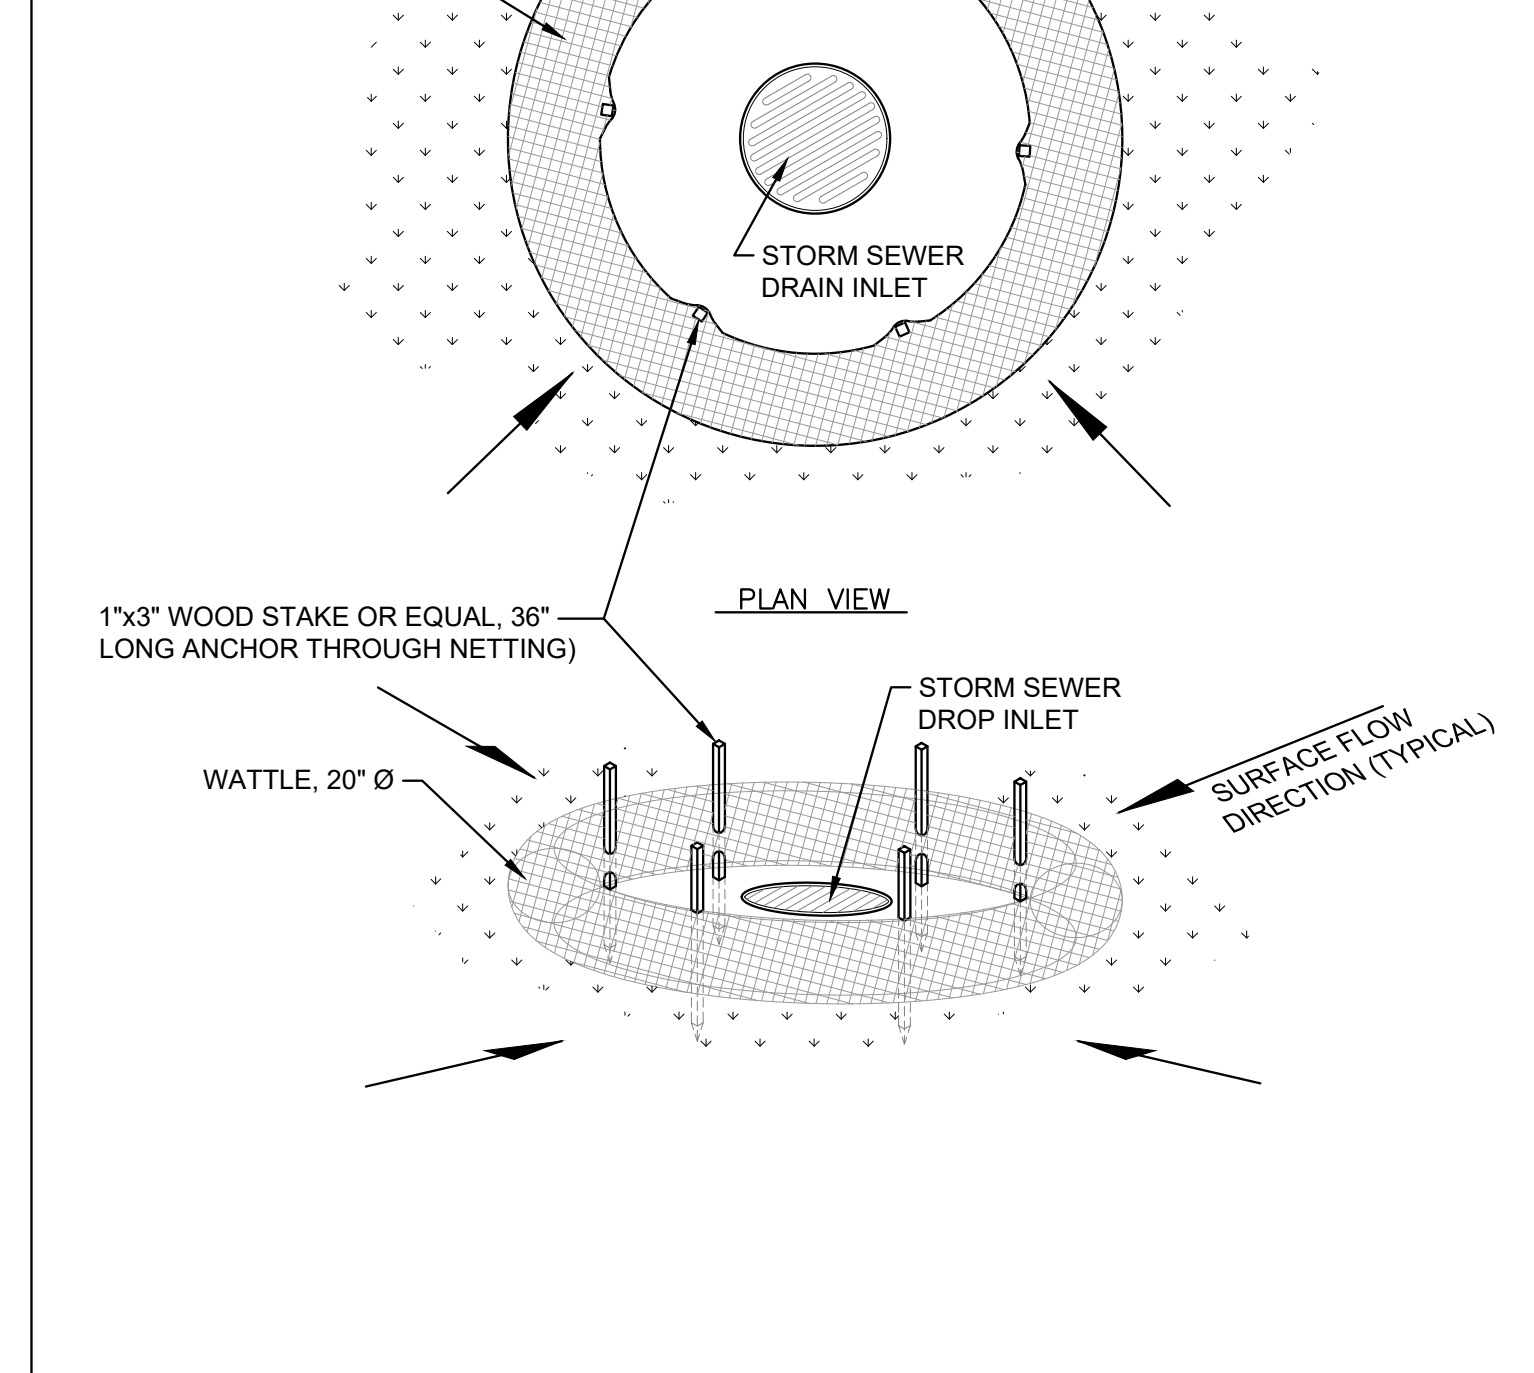 STORM SEWER
DRAIN INLET
PLAN VIEW
1"x3" WOOD STAKE OR EQUAL, 36"
LONG ANCHOR THROUGH NETTING)
STORM SEWER
DROP INLET
WATTLE, 20" Ø
SURFACE FLOW
DIRECTION (TYPICAL)